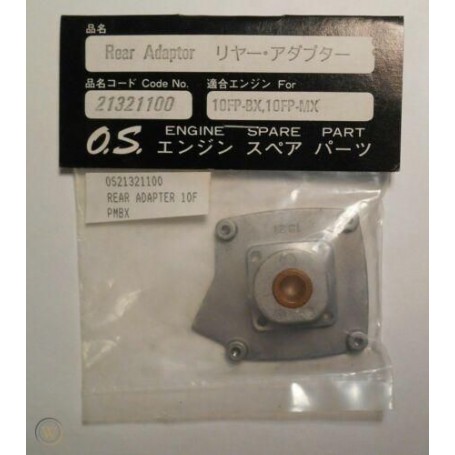 品名
Rear Adaptor リヤー・アダプター
品名コード Code No. 適合エンジン For
21321100 10FP-BX,10FP-MX
O.S. ENGINE SPARE PART
エンジン スペア パーツ
0S21321100
REAR ADAPTER 10F
PMBX